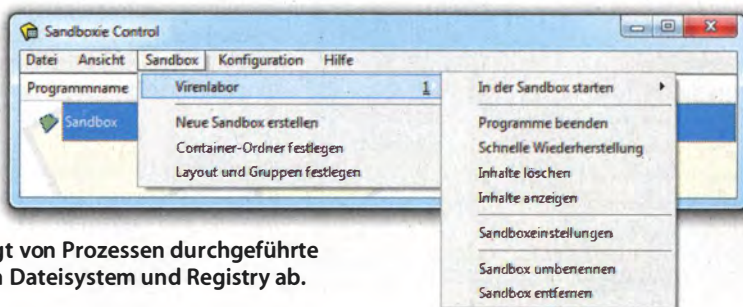 Sandboxie Control
Datei Ansicht Sandbox Konfiguration Hilfe
Programmname
Sandbox
Virenlabor 1
Neue Sandbox erstellen
Container-Ordner festlegen
Layout und Gruppen festlegen
In der Sandbox starten
Programme beenden
Schnelle Wiederherstellung
Inhalte löschen
Inhalte anzeigen
Sandboxeinstellungen
Sandbox umbenennen
Sandbox entfernen
von Prozessen durchgeführte
Dateisystem und Registry ab.